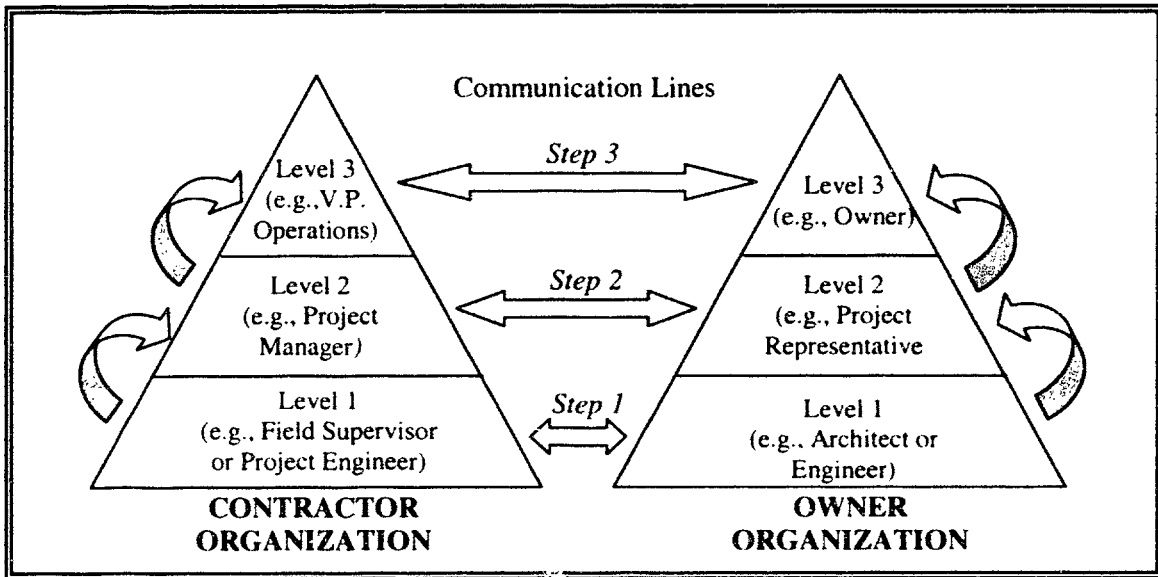 Communication Lines
Step 3
Level 3
(e.g.,V.P.
Operations)
Level 3
(e.g., Owner)
Step 2
Level 2
(e.g., Project
Manager)
Level 2
(e.g., Project
Representative
Step 1
Level 1
(e.g., Field Supervisor
or Project Engineer)
Level 1
(e.g., Architect or
Engineer)
CONTRACTOR
ORGANIZATION
OWNER
ORGANIZATION